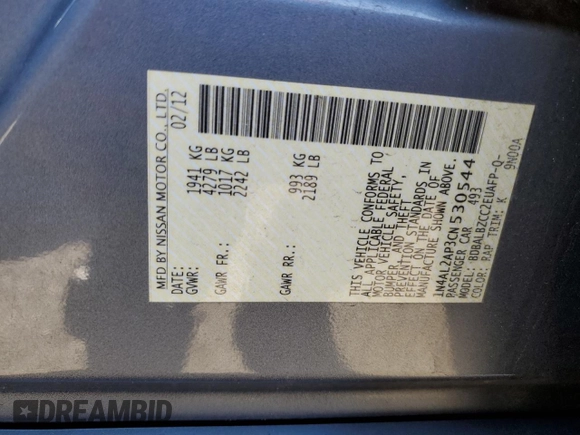 MFD BY NISSAN MOTOR CO., LTD.
DATE: 02/12
GVWR: 1941 KG
4279 LB
GAWR FR.: 1017 KG
2242 LB
GAWR RR.: 993 KG
2189 LB
THIS VEHICLE CONFORMS TO
ALL APPLICABLE FEDERAL
MOTOR VEHICLE SAFETY,
BUMPER, AND THEFT
PREVENTION STANDARDS IN
EFFECT ON THE DATE OF
MANUFACTURE SHOWN ABOVE.
1N4AL2AP3CN530544
PASSENGER CAR 493
MODEL: BDBALB2CC2EUAFP-Q-
COLOR: RAP TRIM: K 9N00A
DREAMBID